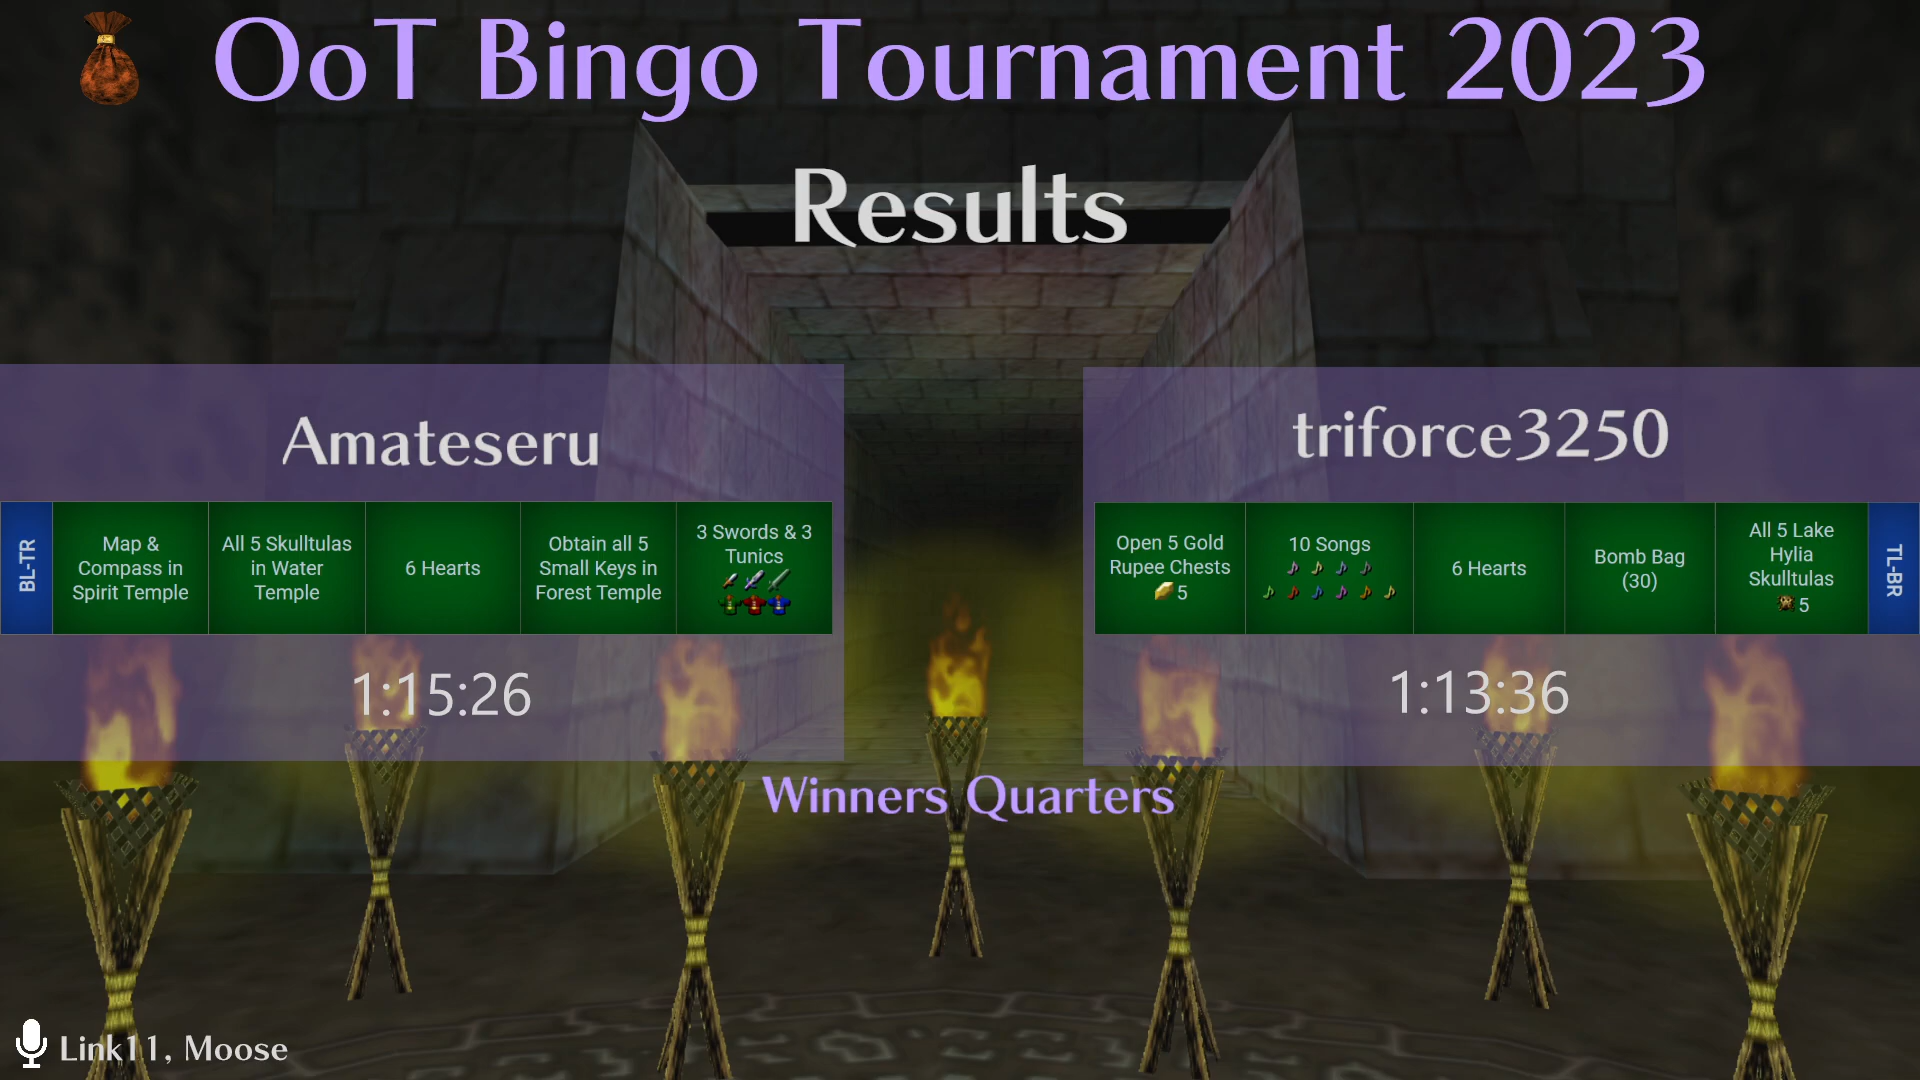 OoT Bingo Tournament 2023
Results
Amateseru
BL-TR
Map &
Compass in
Spirit Temple
All 5 Skulltulas
in Water
Temple
6 Hearts
Obtain all 5
Small Keys in
Forest Temple
3 Swords & 3
Tunics
1:15:26
triforce3250
Open 5 Gold
Rupee Chests
5
10 Songs
6 Hearts
Bomb Bag
(30)
All 5 Lake
Hylia
Skulltulas
5
TL-BR
1:13:36
Winners Quarters
Link11, Moose